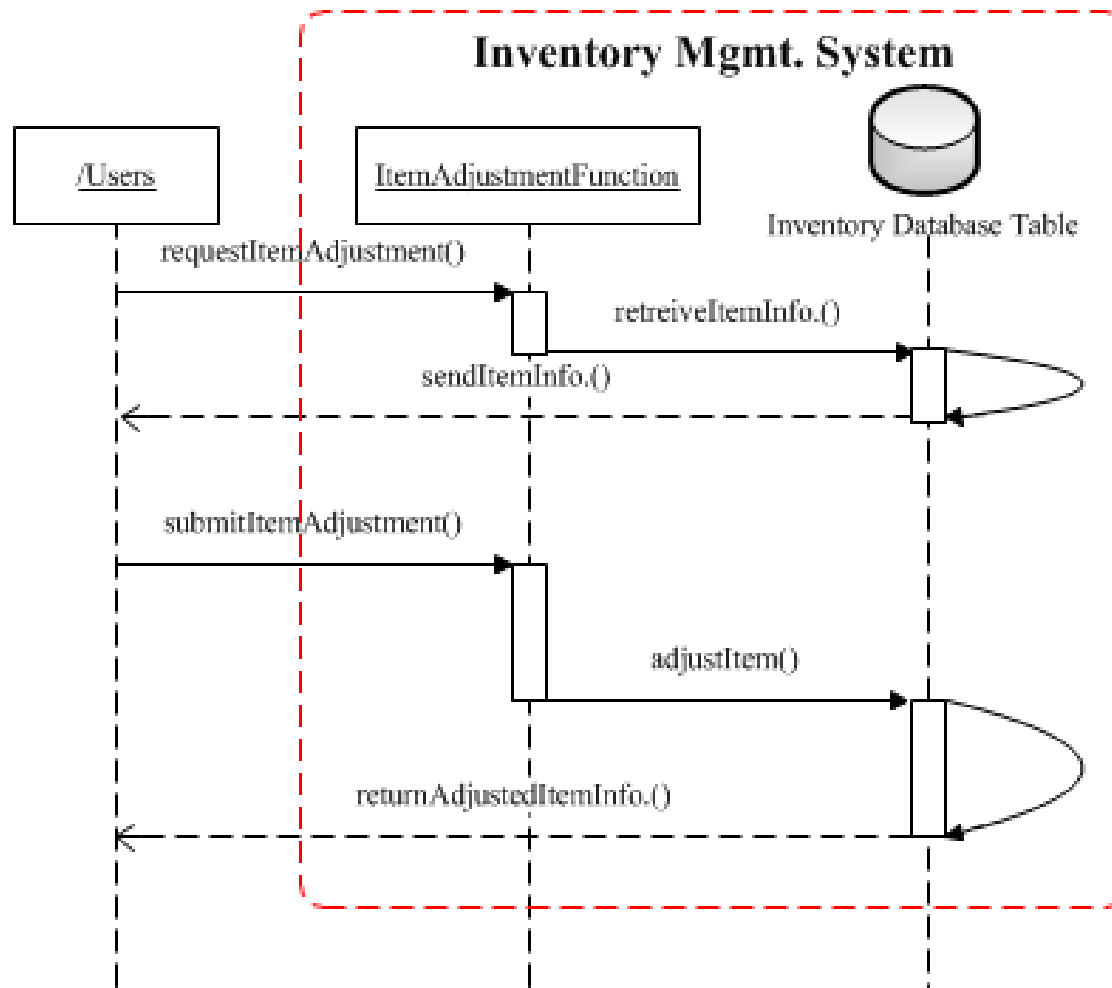 Inventory Mgmt. System
/Users
ItemAdjustmentFunction
Inventory Database Table
requestItemAdjustment()
retreiveItemInfo.()
sendItemInfo.()
submitItemAdjustment()
adjustItem()
returnAdjustedItemInfo.()